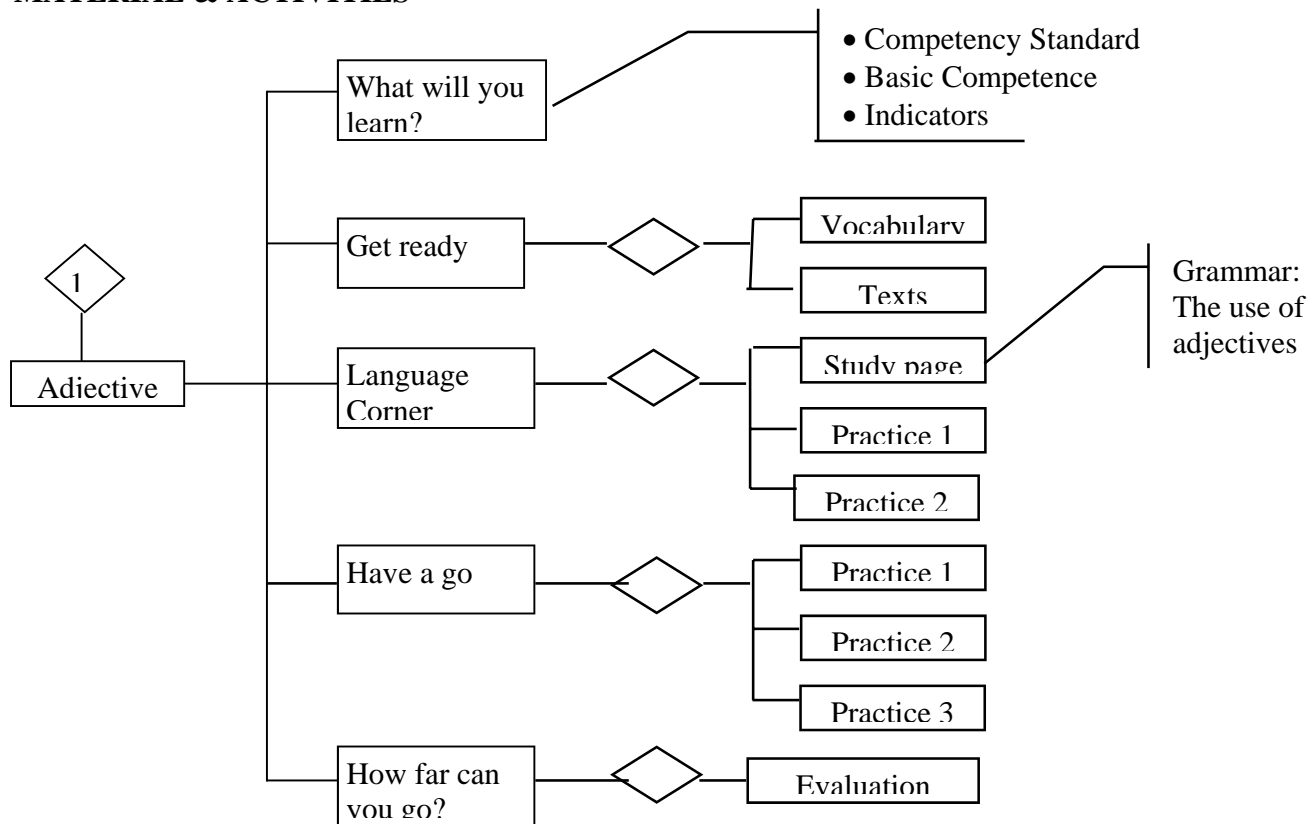 MATERIAL & ACTIVITIES
What will you
learn?
• Competency Standard
• Basic Competence
• Indicators
Get ready
Vocabulary
Texts
1
Adjective
Language
Corner
Study page
Grammar:
The use of
adjectives
Practice 1
Practice 2
Have a go
Practice 1
Practice 2
Practice 3
How far can
you go?
Evaluation